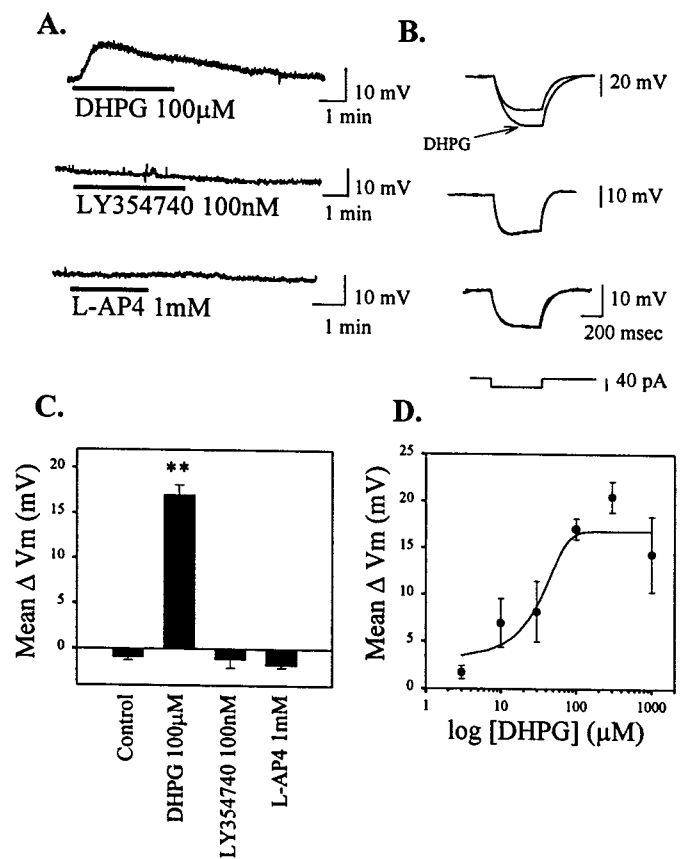 A.
B.
DHPG 100µM
10 mV
1 min
20 mV
DHPG
LY354740 100nM
10 mV
1 min
10 mV
L-AP4 1mM
10 mV
1 min
10 mV
200 msec
40 pA
C.
D.
Mean Δ Vm (mV)
20
15
10
5
0
**
Control
DHPG 100µM
LY354740 100nM
L-AP4 1mM
Mean Δ Vm (mV)
25
20
15
10
5
0
1
10
100
1000
log [DHPG] (µM)